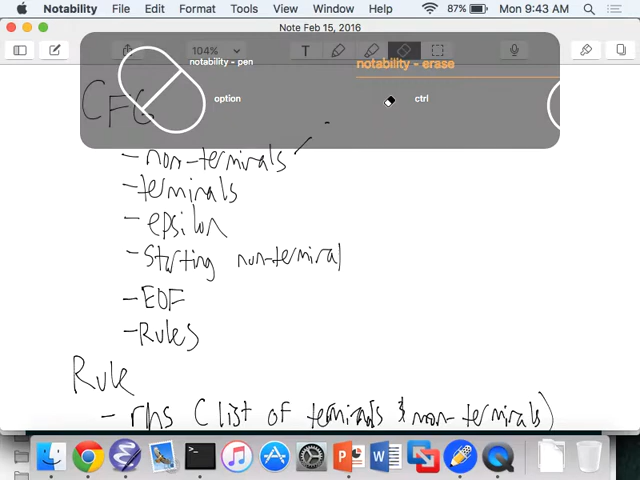 Notability File Edit Format View Tools Window Help 87% Mon 9:43 AM
Note Feb 15, 2016
104% T
notability - pen notability - erase
option ctrl
CFG
- non-terminals
- terminals
- epsilon
- Starting non-terminal
- EOF
- Rules
Rule
- rhs (list of terminals & non-terminals)